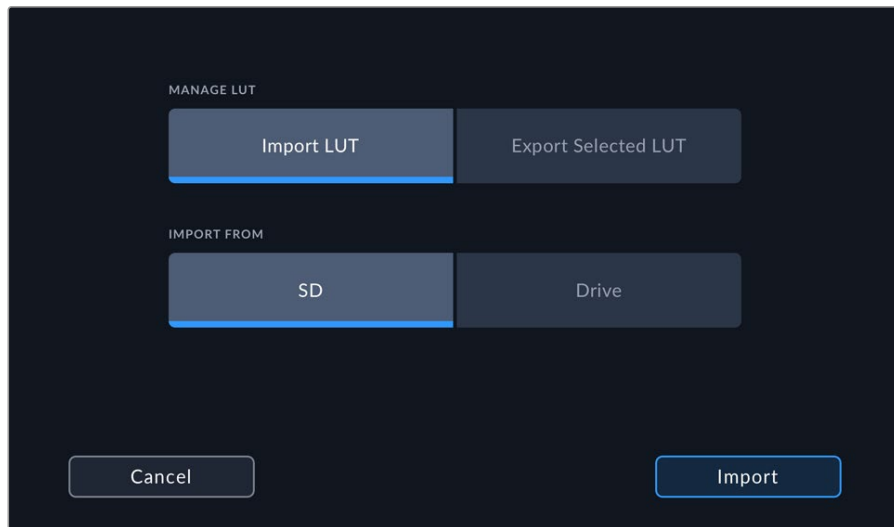 MANAGE LUT
Import LUT Export Selected LUT
IMPORT FROM
SD Drive
Cancel Import